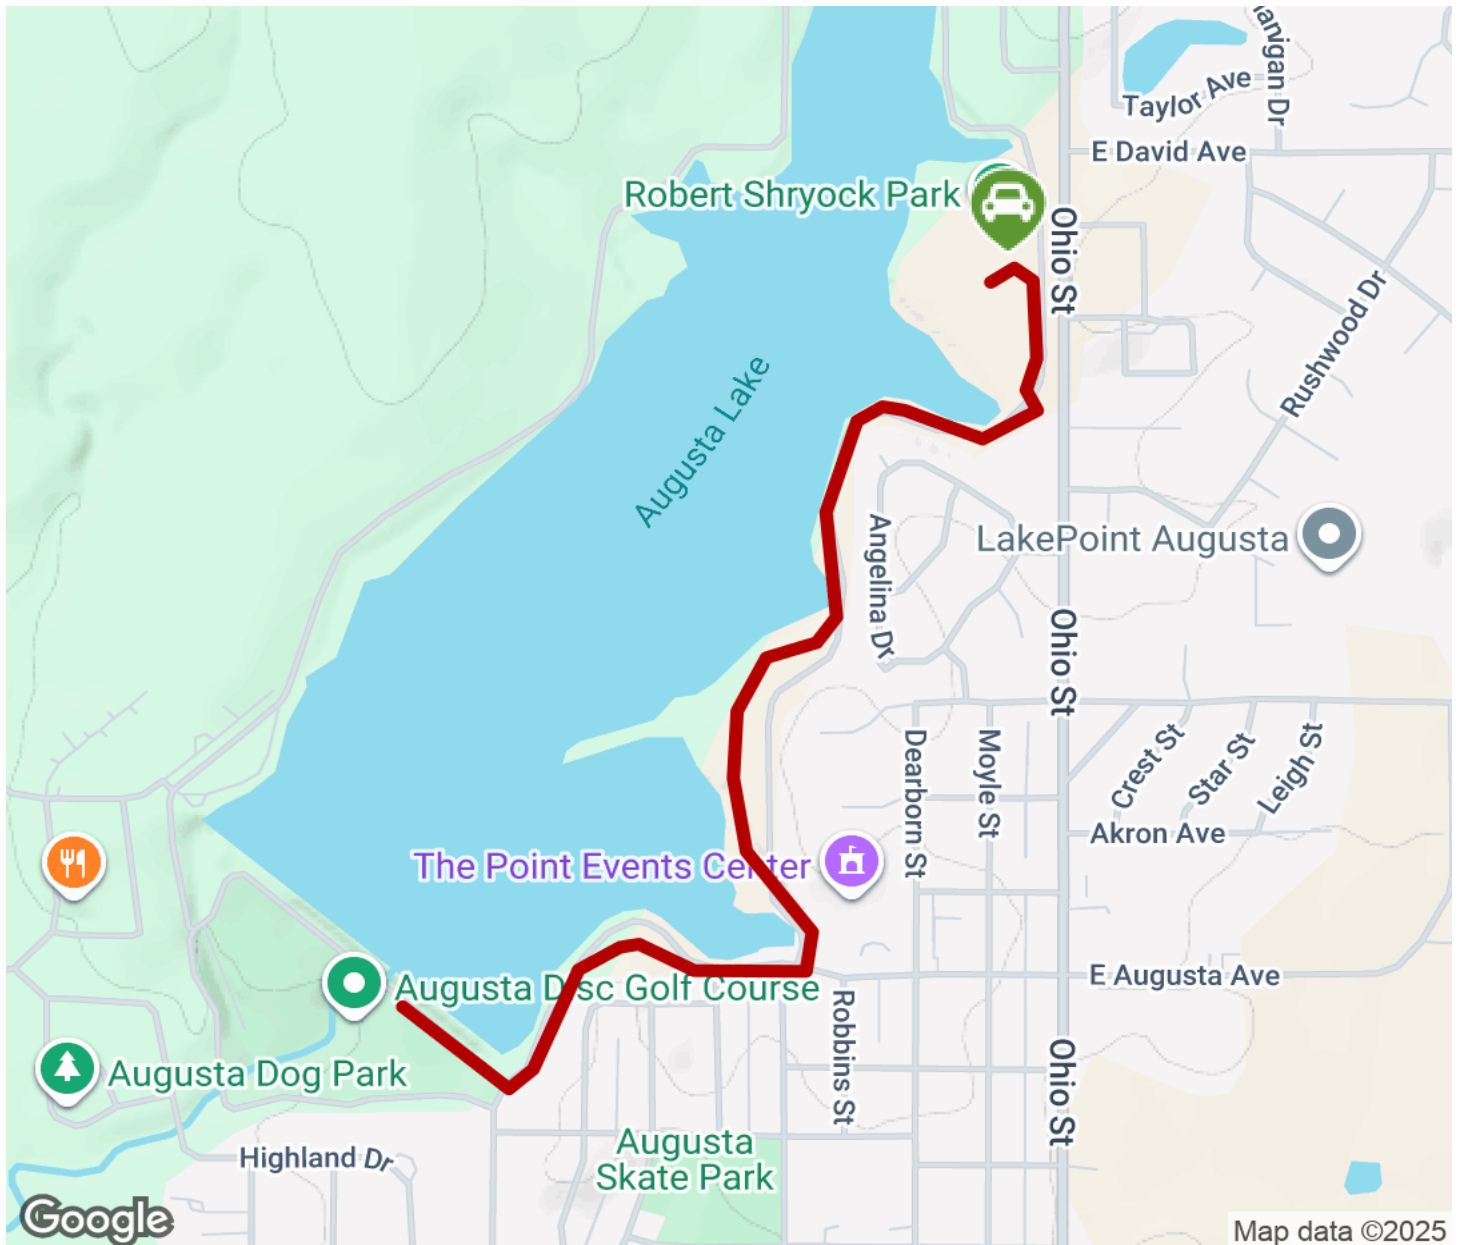 Taylor Ave
E David Ave
Robert Shryock Park
Ohio St
Rushwood Dr
Augusta Lake
Angelina Dr
LakePoint Augusta
Ohio St
Dearborn St
Moyle St
Crest St
Star St
Leigh St
Akron Ave
The Point Events Center
E Augusta Ave
Augusta Disc Golf Course
Robbins St
Augusta Dog Park
Ohio St
Augusta
Skate Park
Highland Dr
Google
Map data ©2025